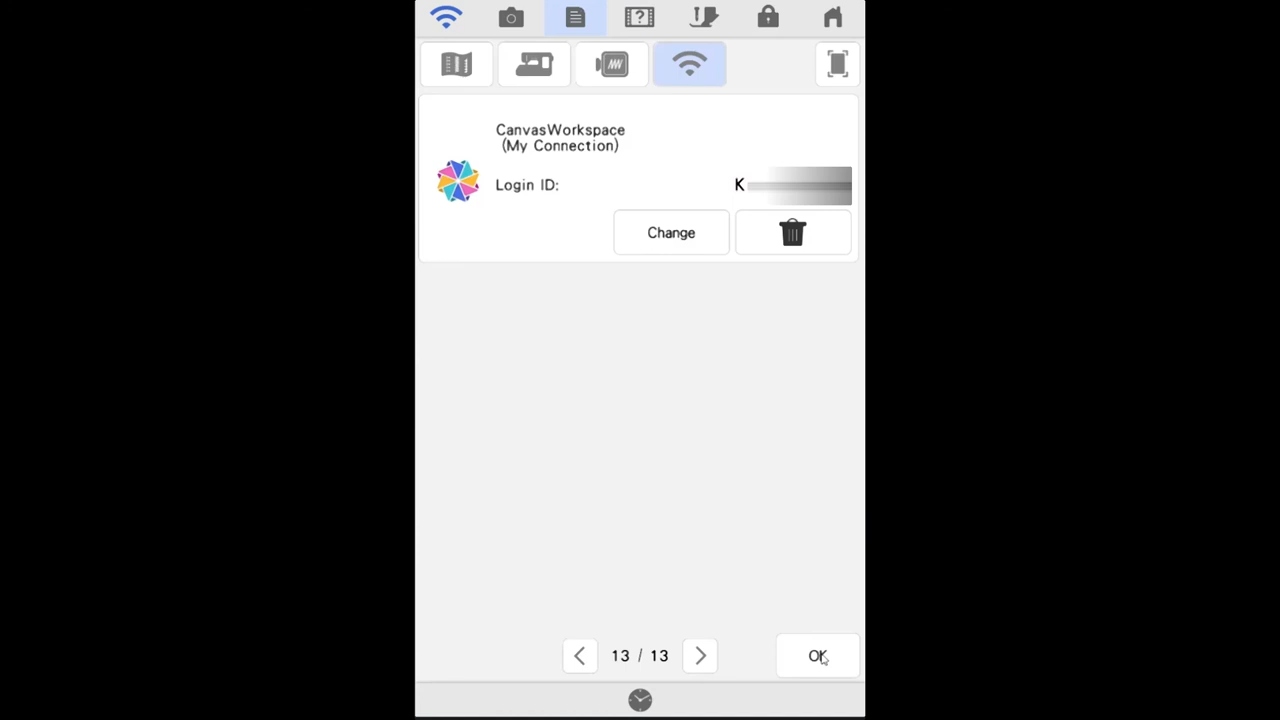 CanvasWorkspace
(My Connection)
Login ID:
K
Change
13 / 13
OK